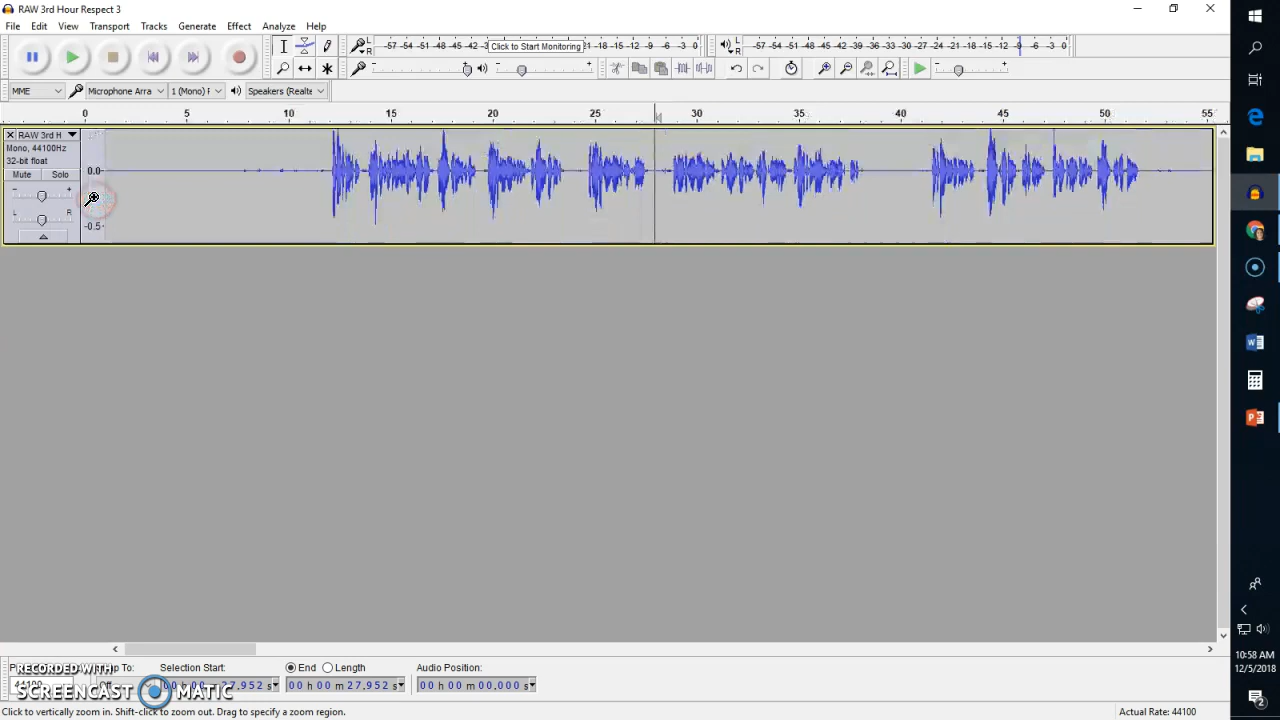 RAW 3rd Hour Respect 3
File Edit View Transport Tracks Generate Effect Analyze Help
L R -57 -54 -51 -48 -45 -42 -3 Click to Start Monitoring 21 -18 -15 -12 -9 -6 -3 0
L R -57 -54 -51 -48 -45 -42 -39 -36 -33 -30 -27 -24 -21 -18 -15 -12 -9 -6 -3 0
MME Microphone Arra 1 (Mono) F Speakers (Realte
0 5 10 15 20 25 30 35 40 45 50 55
RAW 3rd H
Mono, 44100Hz
32-bit float
Mute Solo
- +
L R
0.0
-0.5
Selection Start: End Length Audio Position:
27,952 s 00 h 00 m 27,952 s 00 h 00 m 00,000 s
RECORDED WITH
SCREENCAST MATIC
Click to vertically zoom in. Shift-click to zoom out. Drag to specify a zoom region.
Actual Rate: 44100
10:58 AM
12/5/2018
2